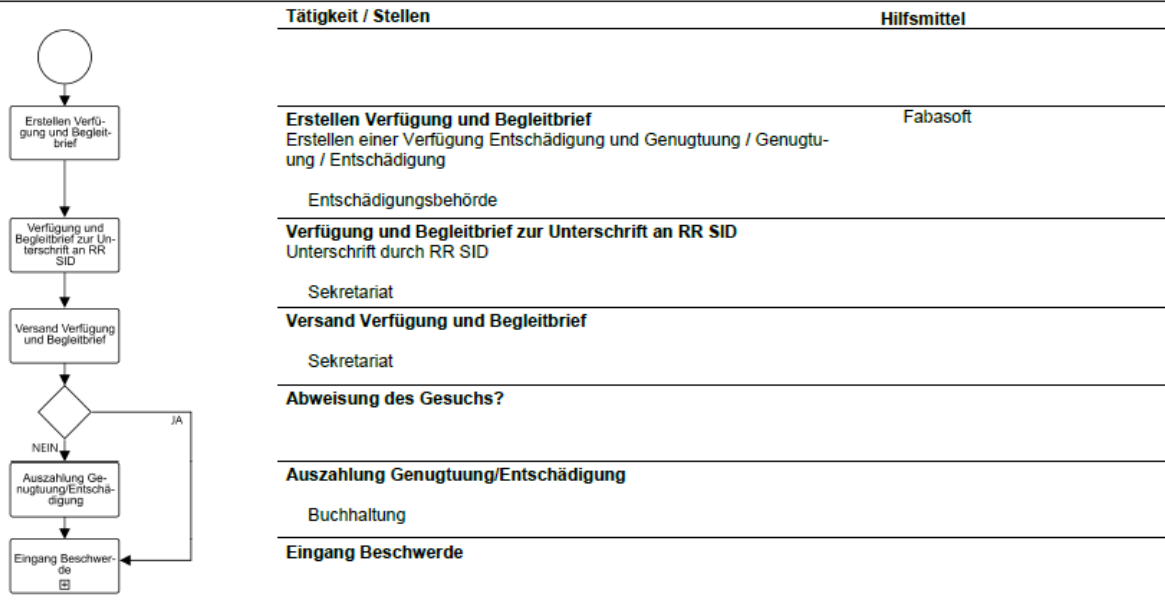 Tätigkeit / Stellen
Hilfsmittel
Erstellen Verfü-
gung und Begleit-
brief
Erstellen Verfügung und Begleitbrief
Fabasoft
Erstellen einer Verfügung Entschädigung und Genugtuung / Genugtu-
ung / Entschädigung
Entschädigungsbehörde
Verfügung und
Begleitbrief zur Un-
terschrift an RR
SID
Verfügung und Begleitbrief zur Unterschrift an RR SID
Unterschrift durch RR SID
Sekretariat
Versand Verfügung
und Begleitbrief
Versand Verfügung und Begleitbrief
Sekretariat
Abweisung des Gesuchs?
JA
NEIN
Auszahlung Ge-
nugtuung/Entschä-
digung
Auszahlung Genugtuung/Entschädigung
Buchhaltung
Eingang Beschwer-
de
Eingang Beschwerde